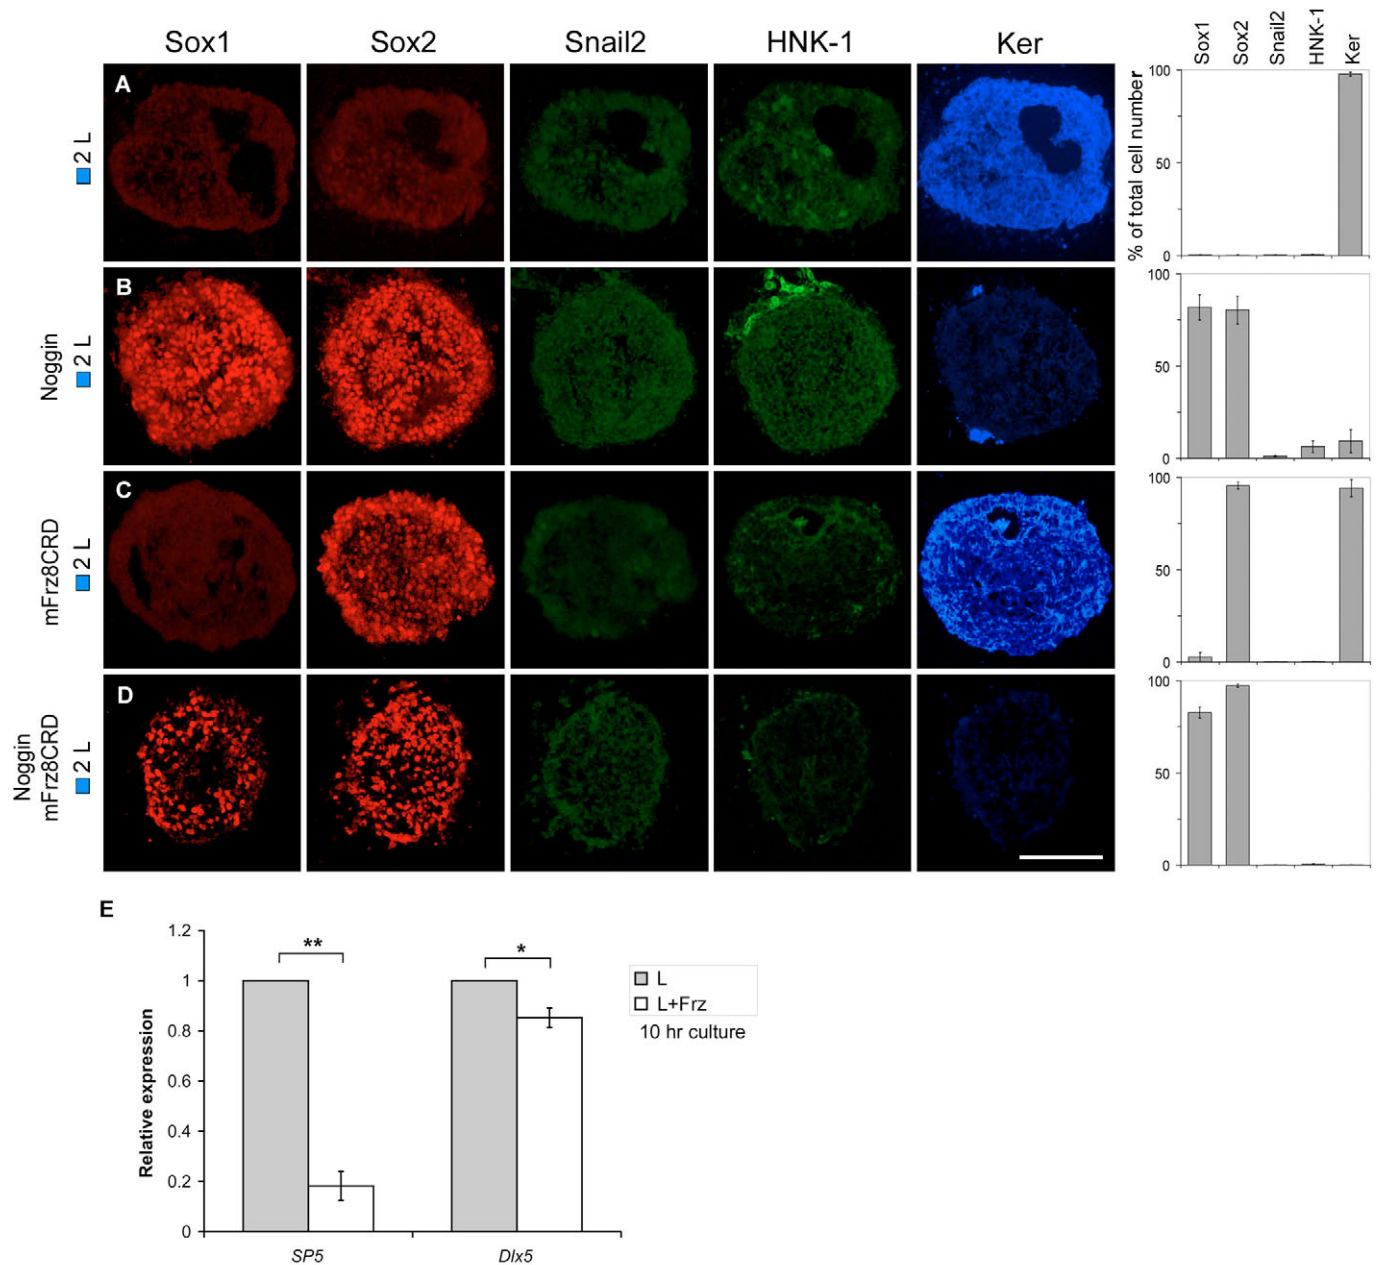 Sox1 Sox2 Snail2 HNK-1 Ker
Sox1 Sox2 Snail2 HNK-1 Ker
A
2 L
% of total cell number
100
50
0
B
Noggin
2 L
100
50
0
C
mFrz8CRD
2 L
100
50
0
D
Noggin
mFrz8CRD
2 L
100
50
0
E
Relative expression
1.2
1
0.8
0.6
0.4
0.2
0
** *
SP5 Dlx5
L
L+Frz
10 hr culture